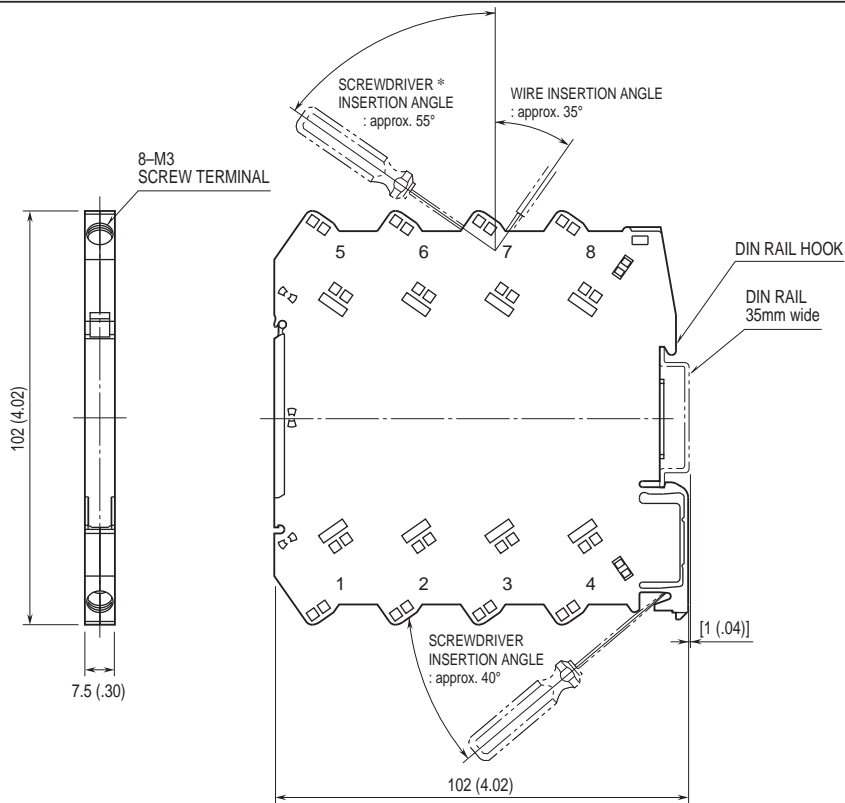 SCREWDRIVER *
INSERTION ANGLE
: approx. 55°
WIRE INSERTION ANGLE
: approx. 35°
8–M3
SCREW TERMINAL
5
6
7
8
DIN RAIL HOOK
DIN RAIL
35mm wide
102 (4.02)
1
2
3
4
[1 (.04)]
SCREWDRIVER
INSERTION ANGLE
: approx. 40°
7.5 (.30)
102 (4.02)